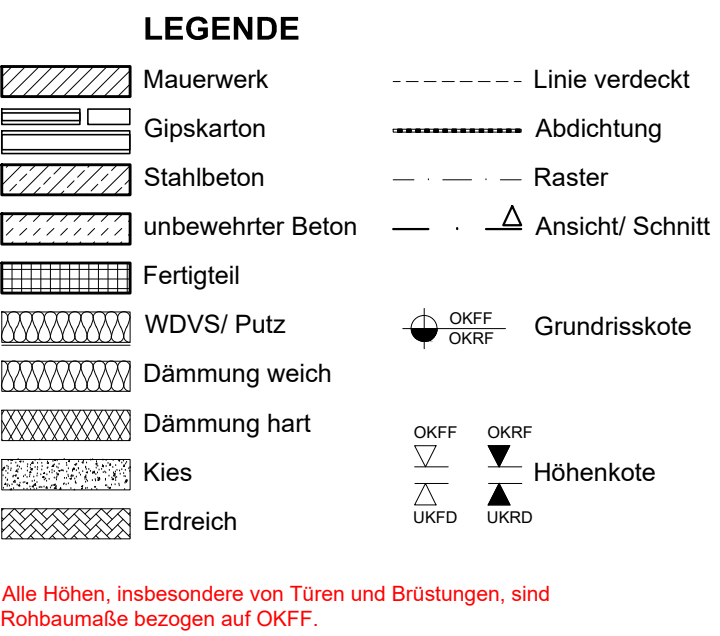 LEGENDE
Mauerwerk
Gipskarton
Stahlbeton
unbewehrter Beton
Fertigteil
WDVS/ Putz
Dämmung weich
Dämmung hart
Kies
Erdreich
Linie verdeckt
Abdichtung
Raster
Ansicht/ Schnitt
OKFF
OKRF
Grundrisskote
OKFF OKRF
Höhenkote
UKFD UKRD
Alle Höhen, insbesondere von Türen und Brüstungen, sind
Rohbaumaße bezogen auf OKFF.